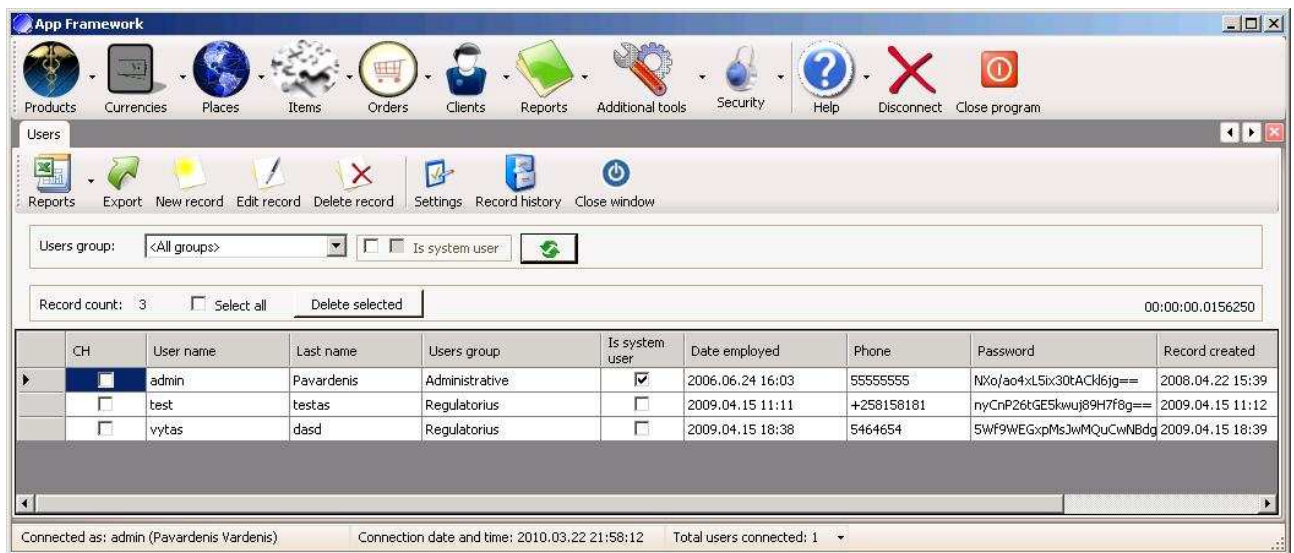 App Framework
Products Currencies Places Items Orders Clients Reports Additional tools Security Help Disconnect Close program
Users
Reports Export New record Edit record Delete record Settings Record history Close window
Users group: <All groups> Is system user
Record count: 3 Select all Delete selected 00:00:00.0156250
CH User name Last name Users group Is system user Date employed Phone Password Record created
admin Pavardenis Administrative 2006.06.24 16:03 55555555 NXo/ao4xL5ix30tACkl6jg== 2008.04.22 15:39
test testas Regulatorius 2009.04.15 11:11 +258158181 nyCnP26tGE5kwuj89H7f8g== 2009.04.15 11:12
vytas dasd Regulatorius 2009.04.15 18:38 5464654 5Wf9WEGxpMsJwMQuCwNBdg 2009.04.15 18:39
Connected as: admin (Pavardenis Vardenis) Connection date and time: 2010.03.22 21:58:12 Total users connected: 1